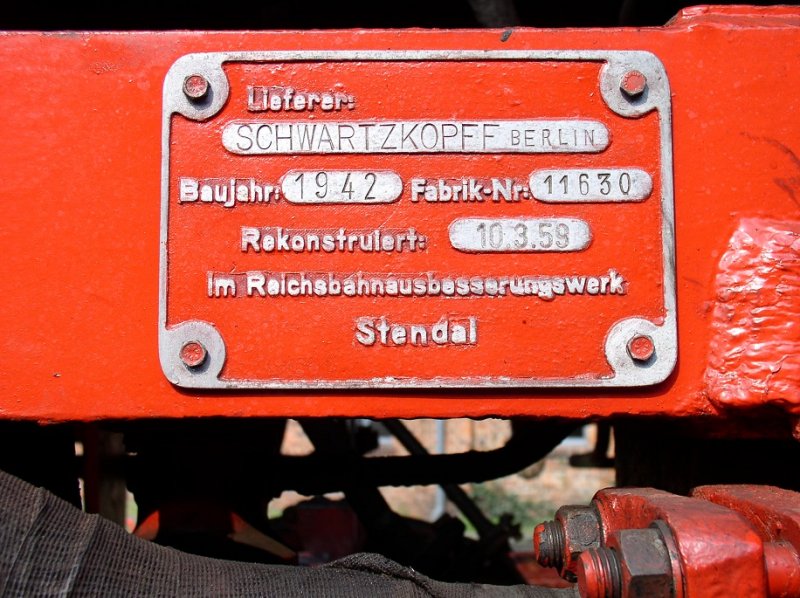 Lieferer:
SCHWARTZKOPFF BERLIN
Baujahr: 1942 Fabrik-Nr: 11630
Rekonstruiert: 10.3.59
im Reichsbahnausbesserungswerk
Stendal